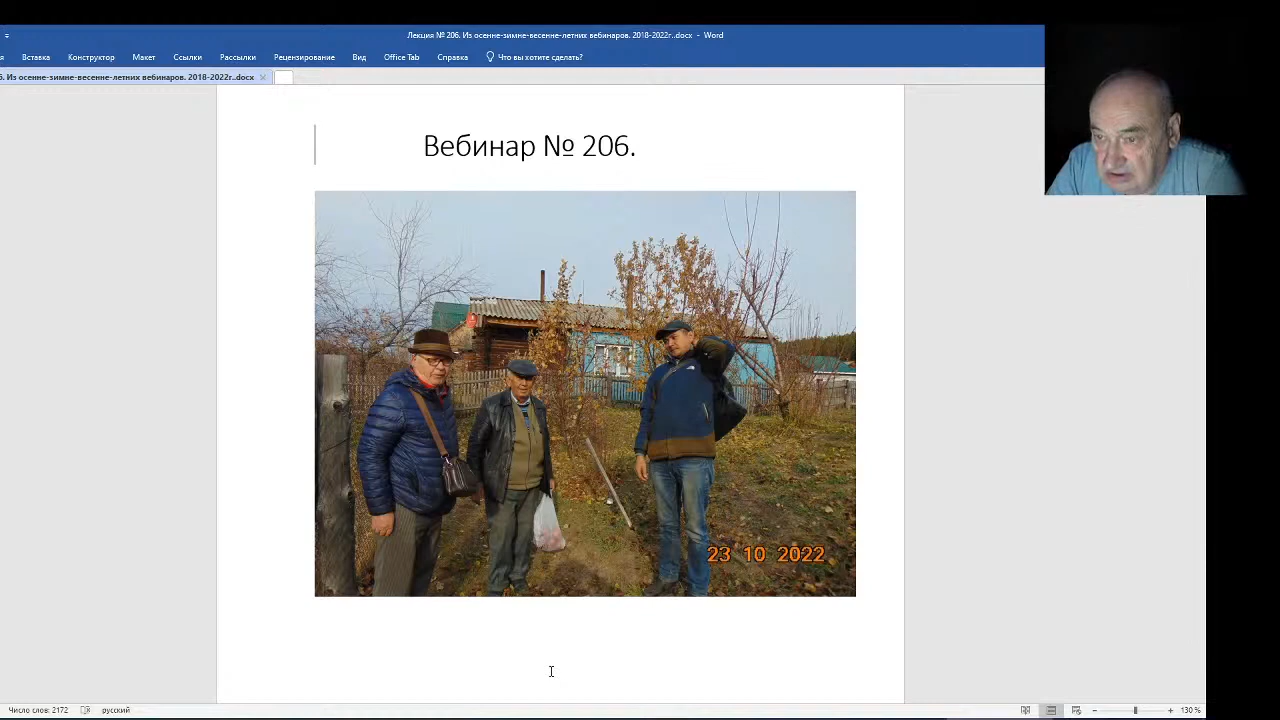 Лекция № 206. Из осенне-зимне-весенне-летних вебинаров. 2018-2022г..docx - Word
Вставка Конструктор Макет Ссылки Рассылки Рецензирование Вид Office Tab Справка Что вы хотите сделать?
6. Из осенне-зимне-весенне-летних вебинаров. 2018-2022г..docx
Вебинар № 206.
23 10 2022
Число слов: 2172 русский 130 %